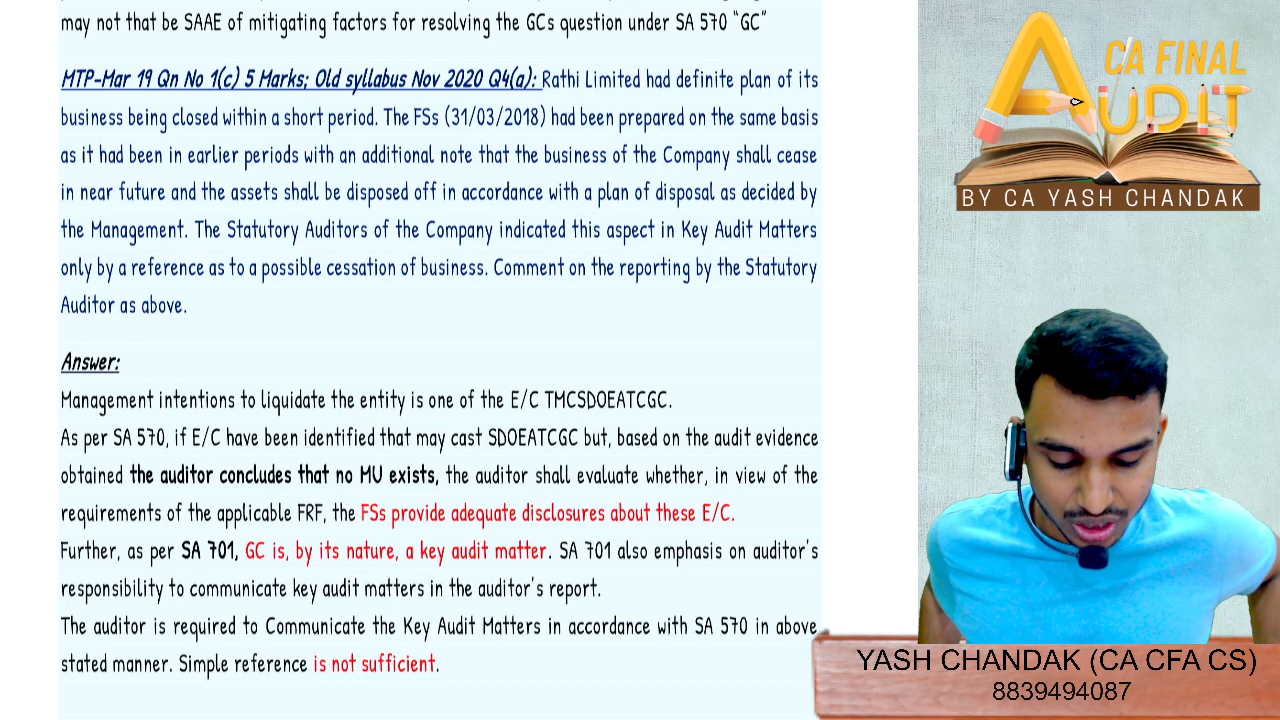 may not that be SAAE of mitigating factors for resolving the GCs question under SA 570 “GC”
MTP-Mar 19 Qn No 1(c) 5 Marks; Old syllabus Nov 2020 Q4(a): Rathi Limited had definite plan of its
business being closed within a short period. The FSs (31/03/2018) had been prepared on the same basis
as it had been in earlier periods with an additional note that the business of the Company shall cease
in near future and the assets shall be disposed off in accordance with a plan of disposal as decided by
the Management. The Statutory Auditors of the Company indicated this aspect in Key Audit Matters
only by a reference as to a possible cessation of business. Comment on the reporting by the Statutory
Auditor as above.
Answer:
Management intentions to liquidate the entity is one of the E/C TMCSDOEATCGC.
As per SA 570, if E/C have been identified that may cast SDOEATCGC but, based on the audit evidence
obtained the auditor concludes that no MU exists, the auditor shall evaluate whether, in view of the
requirements of the applicable FRF, the FSs provide adequate disclosures about these E/C.
Further, as per SA 701, GC is, by its nature, a key audit matter. SA 701 also emphasis on auditor's
responsibility to communicate key audit matters in the auditor's report.
The auditor is required to Communicate the Key Audit Matters in accordance with SA 570 in above
stated manner. Simple reference is not sufficient.
CA FINAL
AUDIT
BY CA YASH CHANDAK
YASH CHANDAK (CA CFA CS)
8839494087